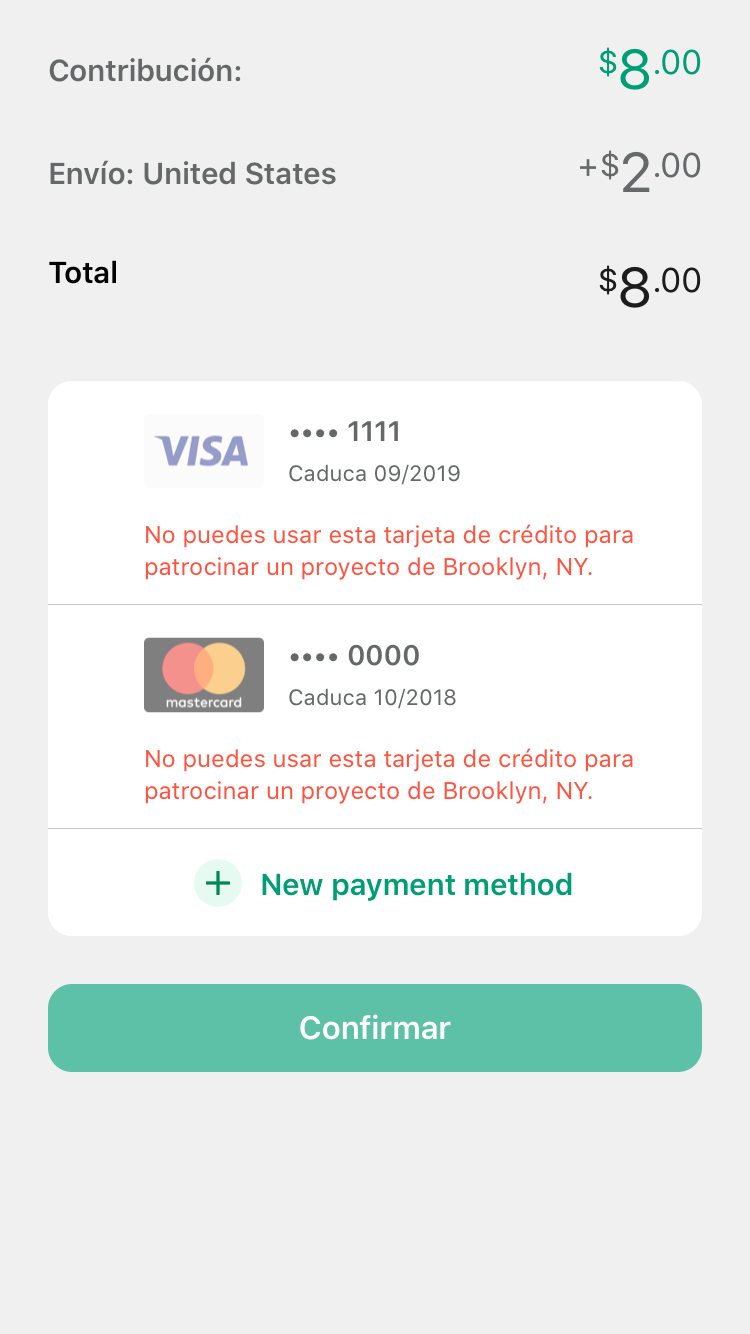 Contribución: $8.00
Envío: United States +$2.00
Total $8.00
VISA •••• 1111
Caduca 09/2019
No puedes usar esta tarjeta de crédito para
patrocinar un proyecto de Brooklyn, NY.
•••• 0000
mastercard Caduca 10/2018
No puedes usar esta tarjeta de crédito para
patrocinar un proyecto de Brooklyn, NY.
+ New payment method
Confirmar